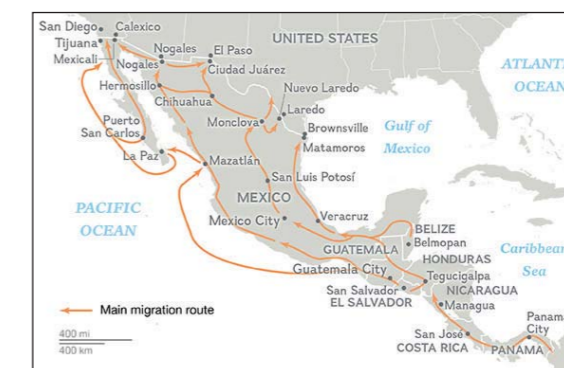 San Diego
Calexico
Tijuana
Mexicali
Nogales
Nogales
El Paso
Ciudad Juárez
UNITED STATES
ATLANT
OCEAN
Hermosillo
Chihuahua
Nuevo Laredo
Laredo
Monclova
Brownsville
Matamoros
Gulf of
Mexico
Puerto
San Carlos
La Paz
Mazatlán
San Luis Potosí
MEXICO
PACIFIC
OCEAN
Mexico City
Veracruz
BELIZE
Belmopan
GUATEMALA
HONDURAS
Caribbean
Sea
Guatemala City
Tegucigalpa
San Salvador
EL SALVADOR
NICARAGUA
Managua
Main migration route
400 mi
400 km
San José
COSTA RICA
Panama
City
PANAMA